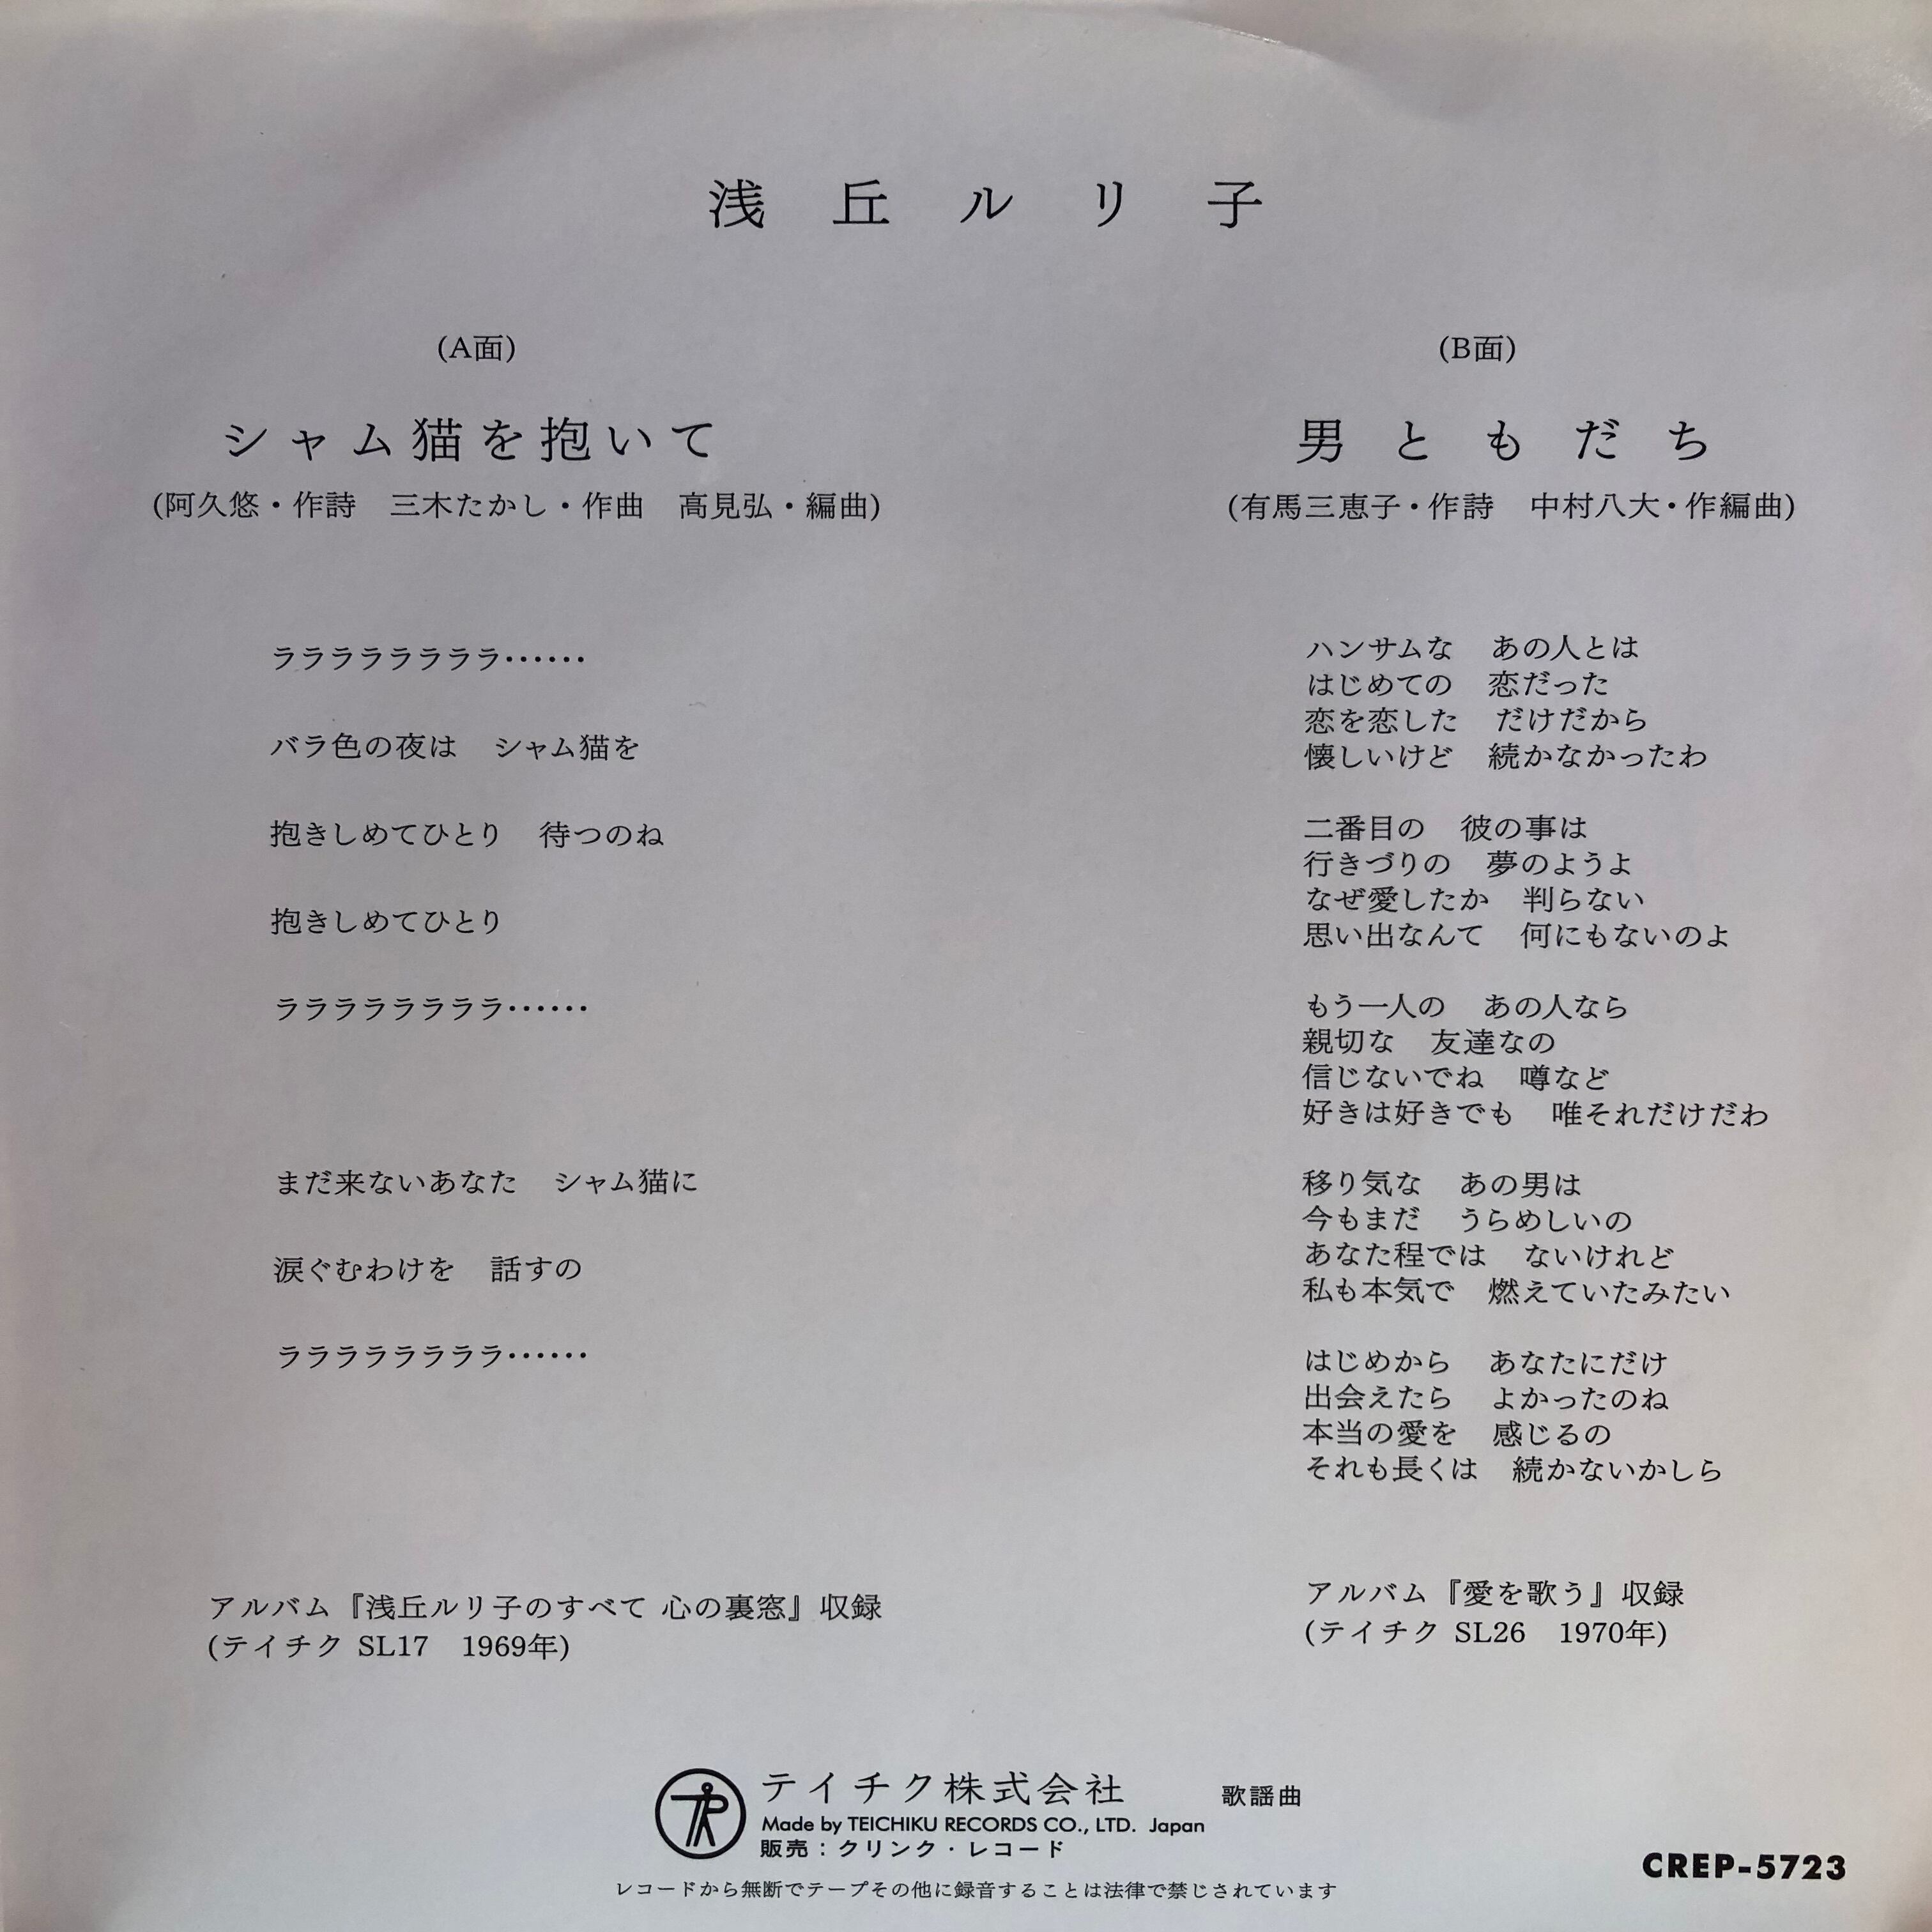 浅丘ルリ子
(A面)
シャム猫を抱いて
(阿久悠・作詩　三木たかし・作曲　高見弘・編曲)
ララララララララ……
バラ色の夜は　シャム猫を
抱きしめてひとり　待つのね
抱きしめてひとり
ララララララララ……
まだ来ないあなた　シャム猫に
涙ぐむわけを　話すの
ララララララララ……
アルバム『浅丘ルリ子のすべて 心の裏窓』収録
(テイチク SL17　1969年)
(B面)
男ともだち
(有馬三恵子・作詩　中村八大・作編曲)
ハンサムな　あの人とは
はじめての　恋だった
恋を恋した　だけだから
懐しいけど　続かなかったわ
二番目の　彼の事は
行きづりの　夢のようよ
なぜ愛したか　判らない
思い出なんて　何にもないのよ
もう一人の　あの人なら
親切な　友達なの
信じないでね　噂など
好きは好きでも　唯それだけだわ
移り気な　あの男は
今もまだ　うらめしいの
あなた程では　ないけれど
私も本気で　燃えていたみたい
はじめから　あなたにだけ
出会えたら　よかったのね
本当の愛を　感じるの
それも長くは　続かないかしら
アルバム『愛を歌う』収録
(テイチク SL26　1970年)
テイチク株式会社　歌謡曲
Made by TEICHIKU RECORDS CO., LTD. Japan
販売：クリンク・レコード
CREP-5723
レコードから無断でテープその他に録音することは法律で禁じされています